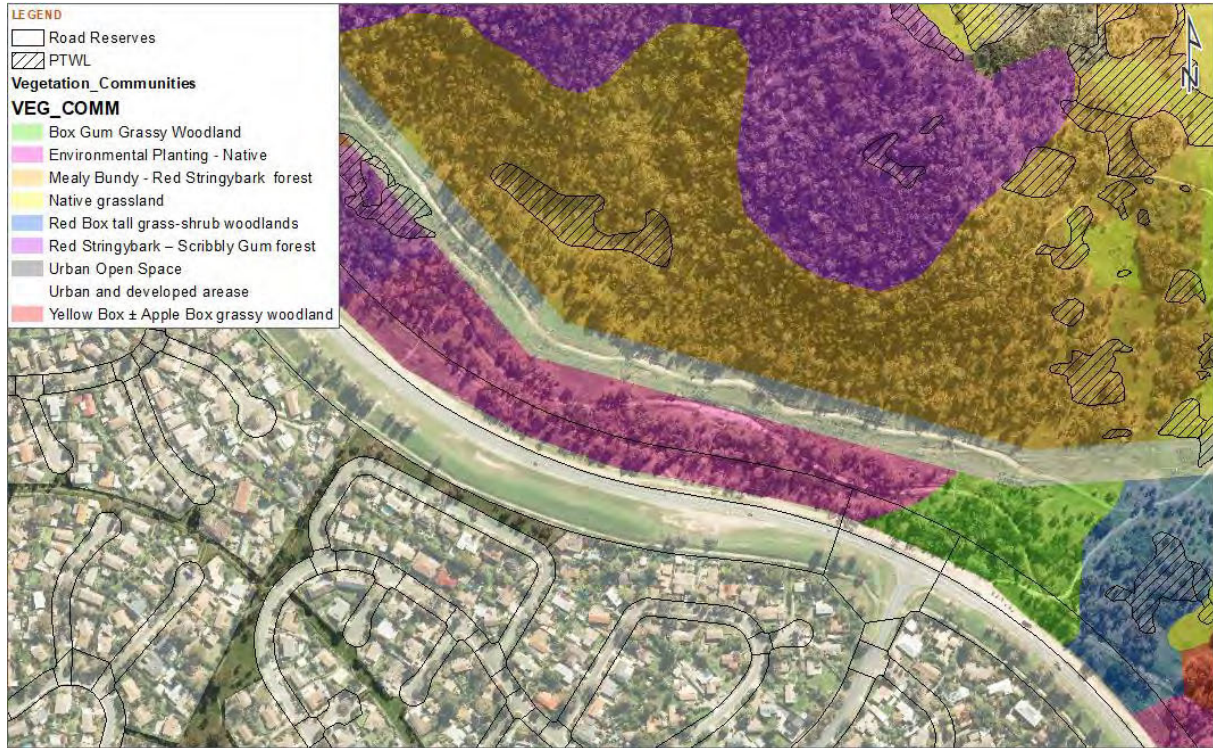 LEGEND
Road Reserves
PTWL
Vegetation_Communities
VEG_COMM
Box Gum Grassy Woodland
Environmental Planting - Native
Mealy Bundy - Red Stringybark forest
Native grassland
Red Box tall grass-shrub woodlands
Red Stringybark – Scribbly Gum forest
Urban Open Space
Urban and developed arease
Yellow Box ± Apple Box grassy woodland
N